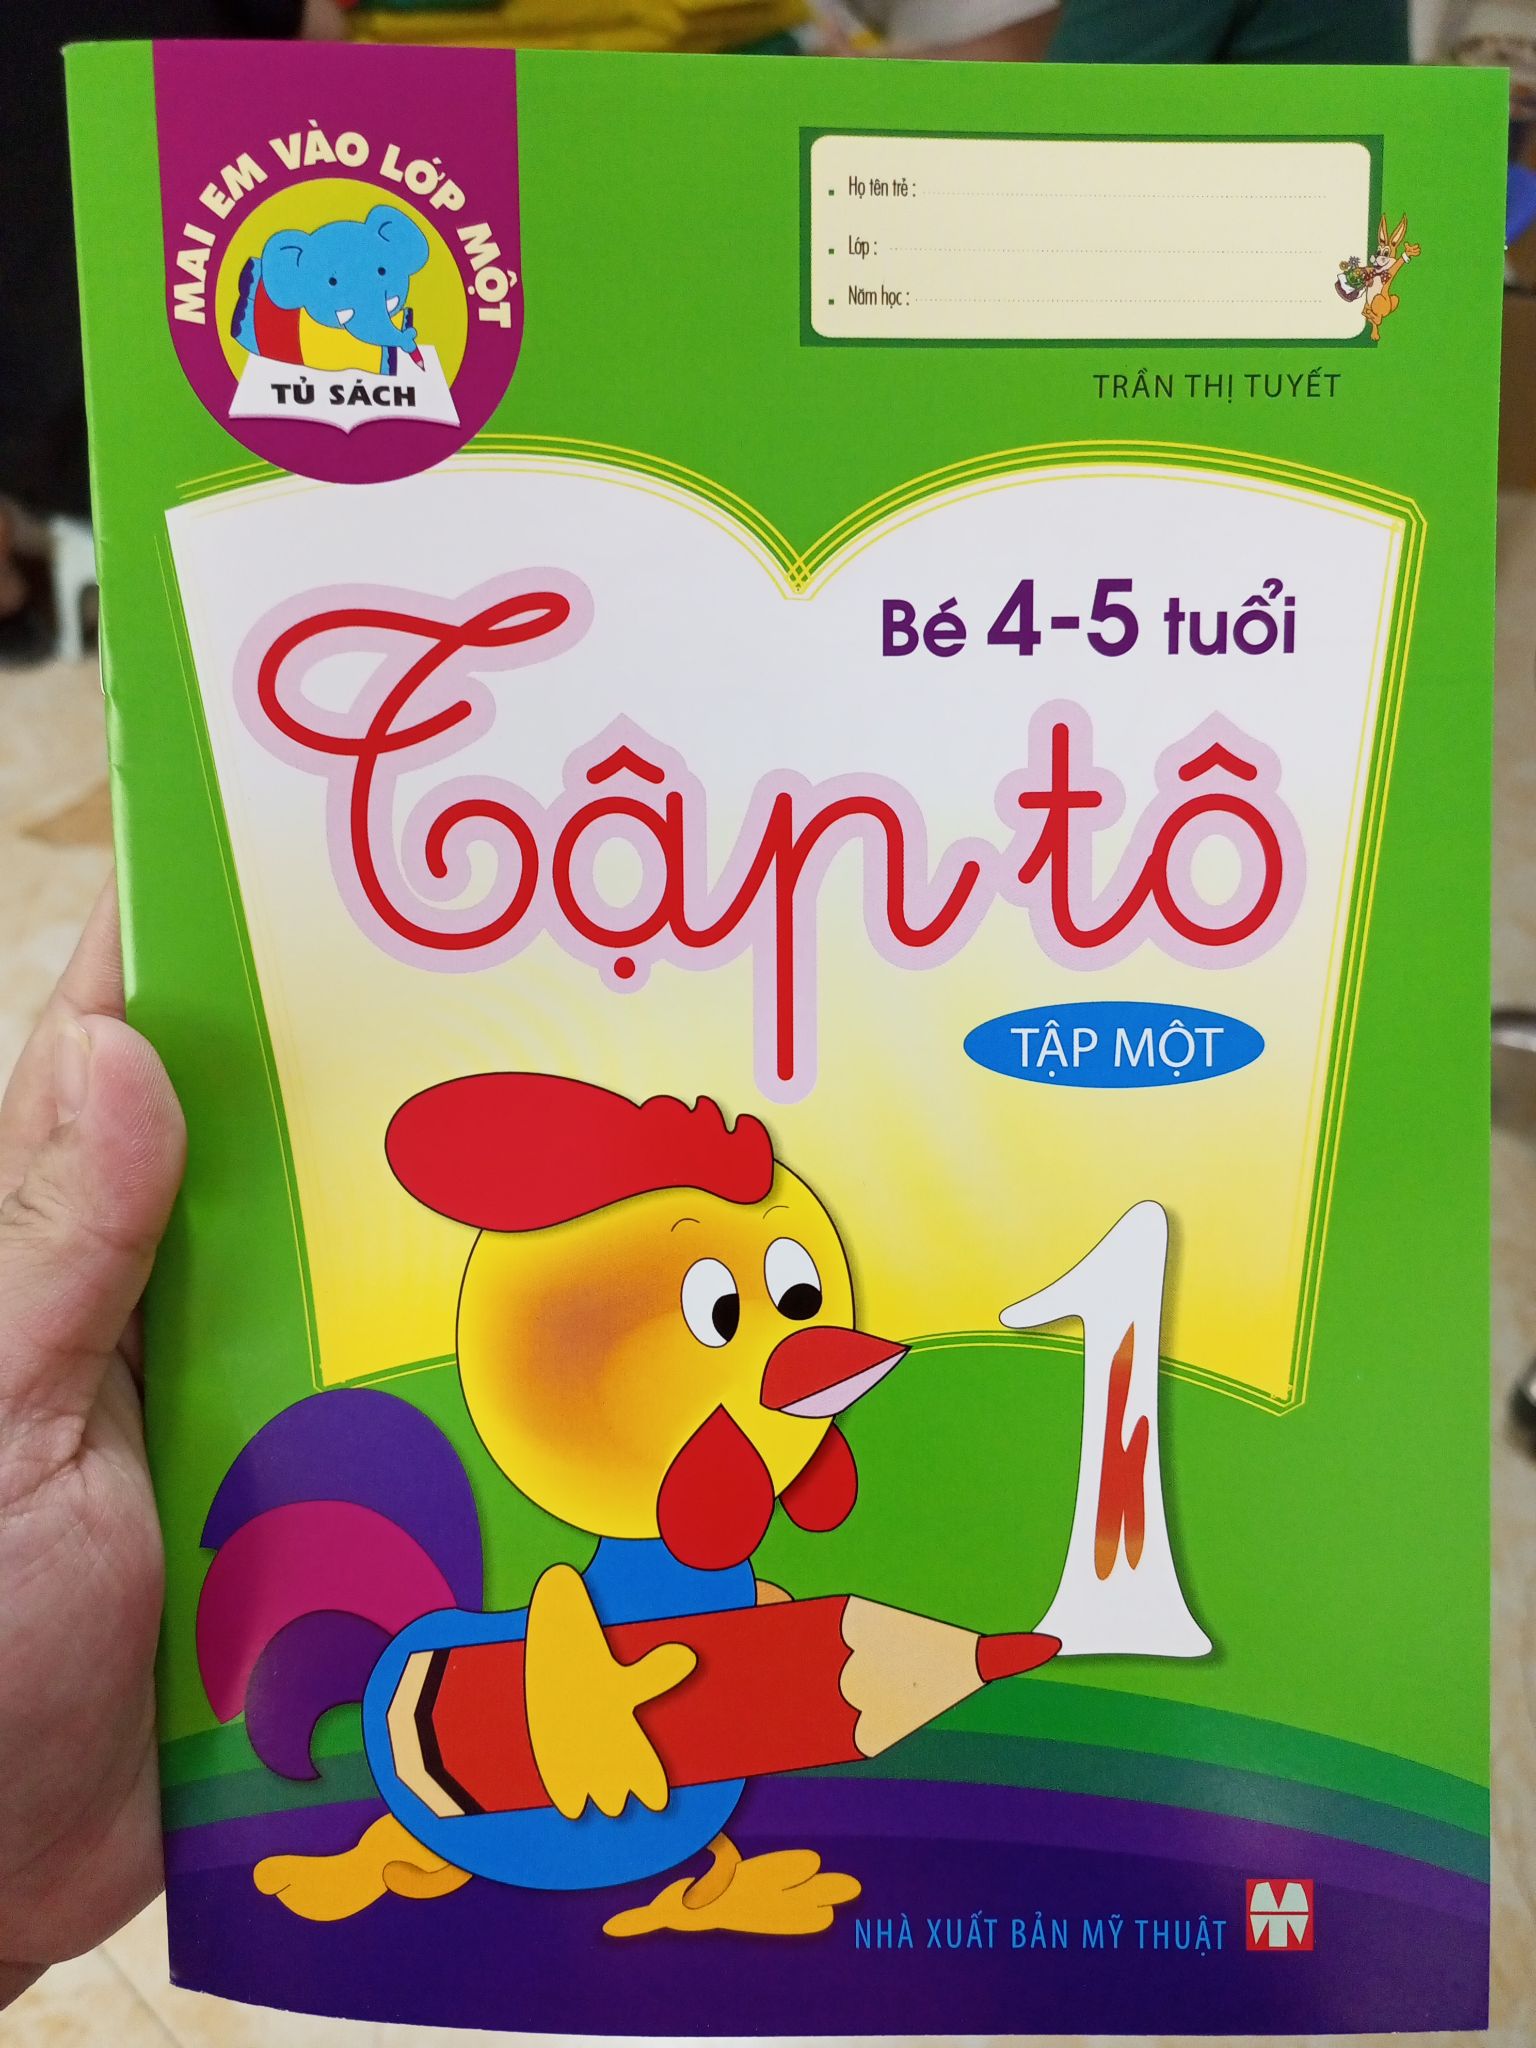 MAI EM VÀO LỚP MỘT
TỦ SÁCH
Họ tên trẻ :
Lớp :
Năm học :
TRẦN THỊ TUYẾT
Bé 4-5 tuổi
Tập tô
TẬP MỘT
1
NHÀ XUẤT BẢN MỸ THUẬT